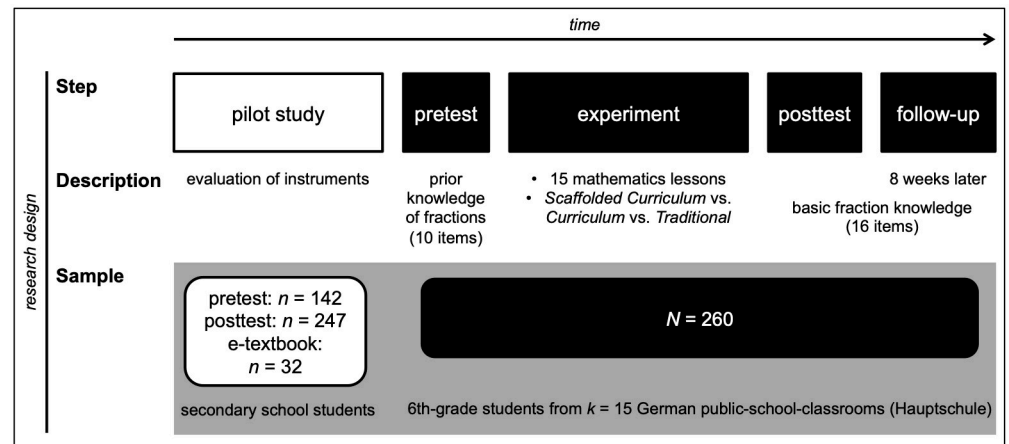 time
research design
Step
pilot study
pretest
experiment
posttest
follow-up
Description
evaluation of instruments
prior
knowledge
of fractions
(10 items)
• 15 mathematics lessons
• Scaffolded Curriculum vs.
Curriculum vs. Traditional
8 weeks later
basic fraction knowledge
(16 items)
Sample
pretest: n = 142
posttest: n = 247
e-textbook:
n = 32
secondary school students
N = 260
6th-grade students from k = 15 German public-school-classrooms (Hauptschule)